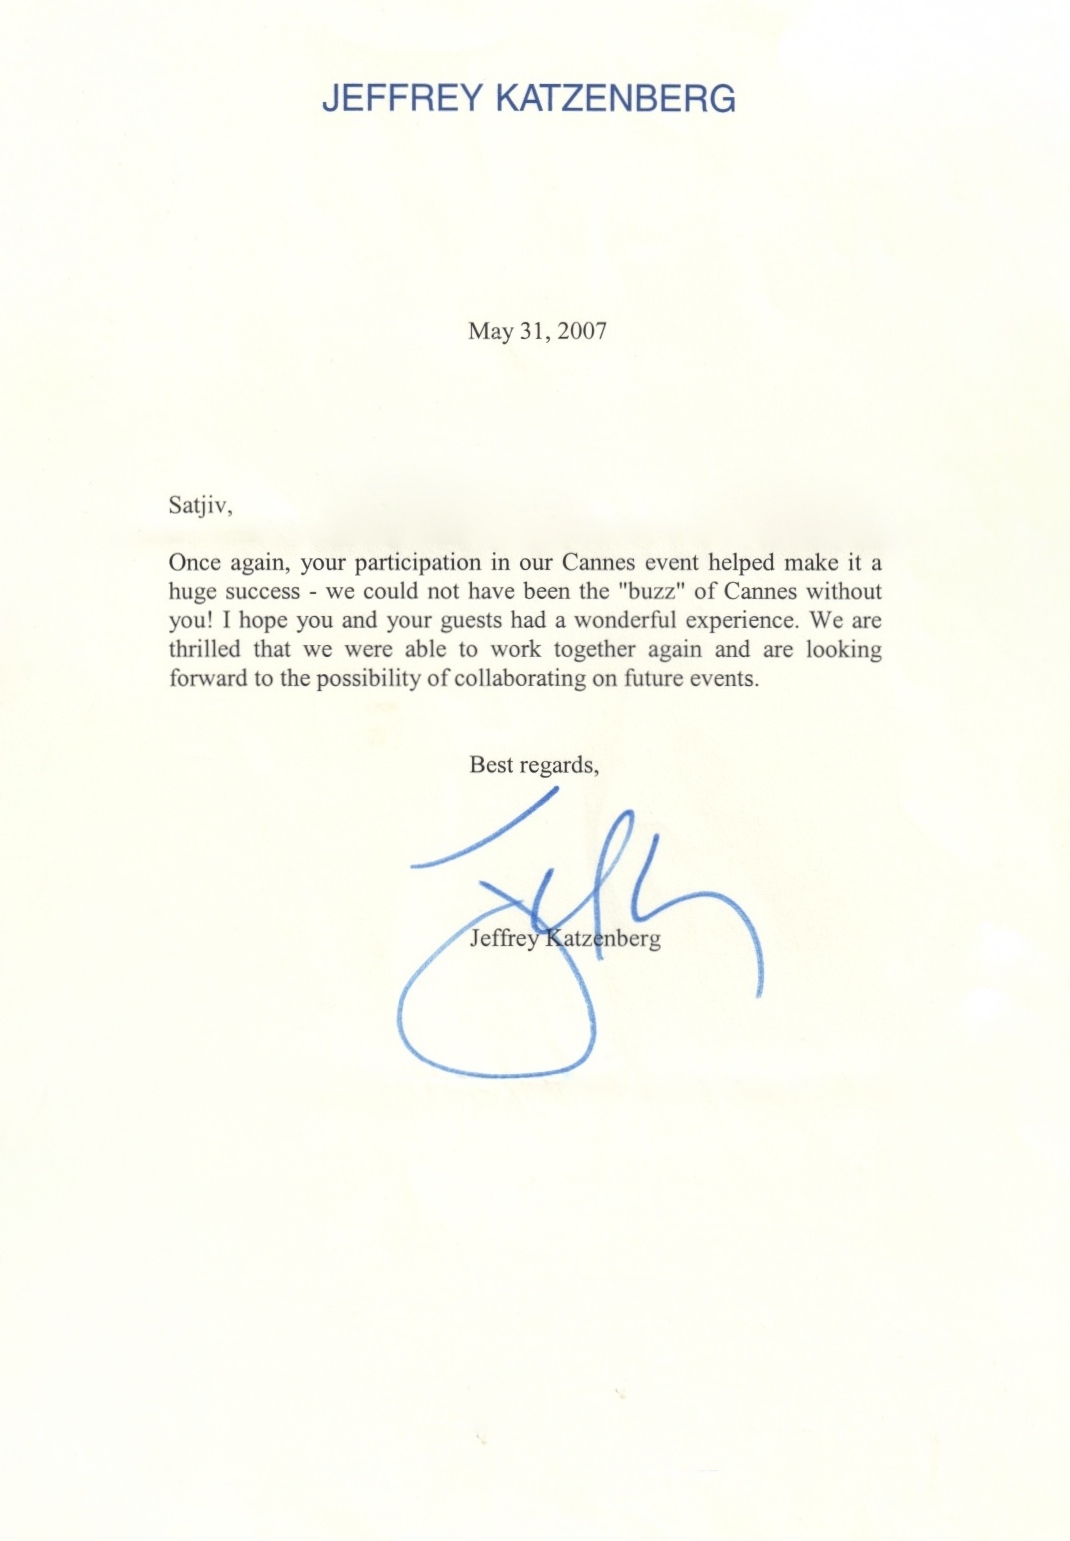 JEFFREY KATZENBERG
May 31, 2007
Satjiv,
Once again, your participation in our Cannes event helped make it a
huge success - we could not have been the "buzz" of Cannes without
you! I hope you and your guests had a wonderful experience. We are
thrilled that we were able to work together again and are looking
forward to the possibility of collaborating on future events.
Best regards,
Jeffrey Katzenberg